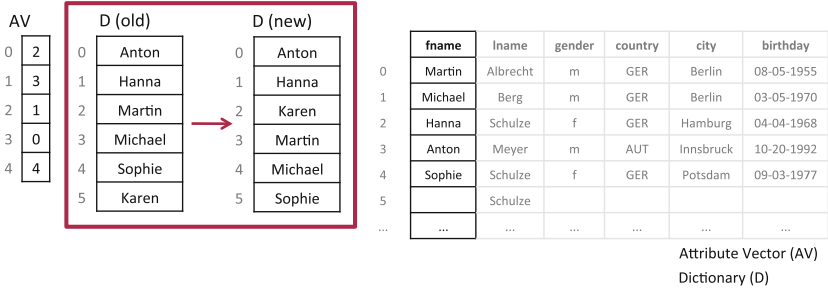 AV D (old) D (new)
0 2 0 Anton 0 Anton
1 3 1 Hanna 1 Hanna
2 1 2 Martin 2 Karen
3 0 3 Michael 3 Martin
4 4 4 Sophie 4 Michael
5 Karen 5 Sophie
fname lname gender country city birthday
0 Martin Albrecht m GER Berlin 08-05-1955
1 Michael Berg m GER Berlin 03-05-1970
2 Hanna Schulze f GER Hamburg 04-04-1968
3 Anton Meyer m AUT Innsbruck 10-20-1992
4 Sophie Schulze f GER Potsdam 09-03-1977
5 Schulze
... ... ... ... ... ... ...
Attribute Vector (AV)
Dictionary (D)